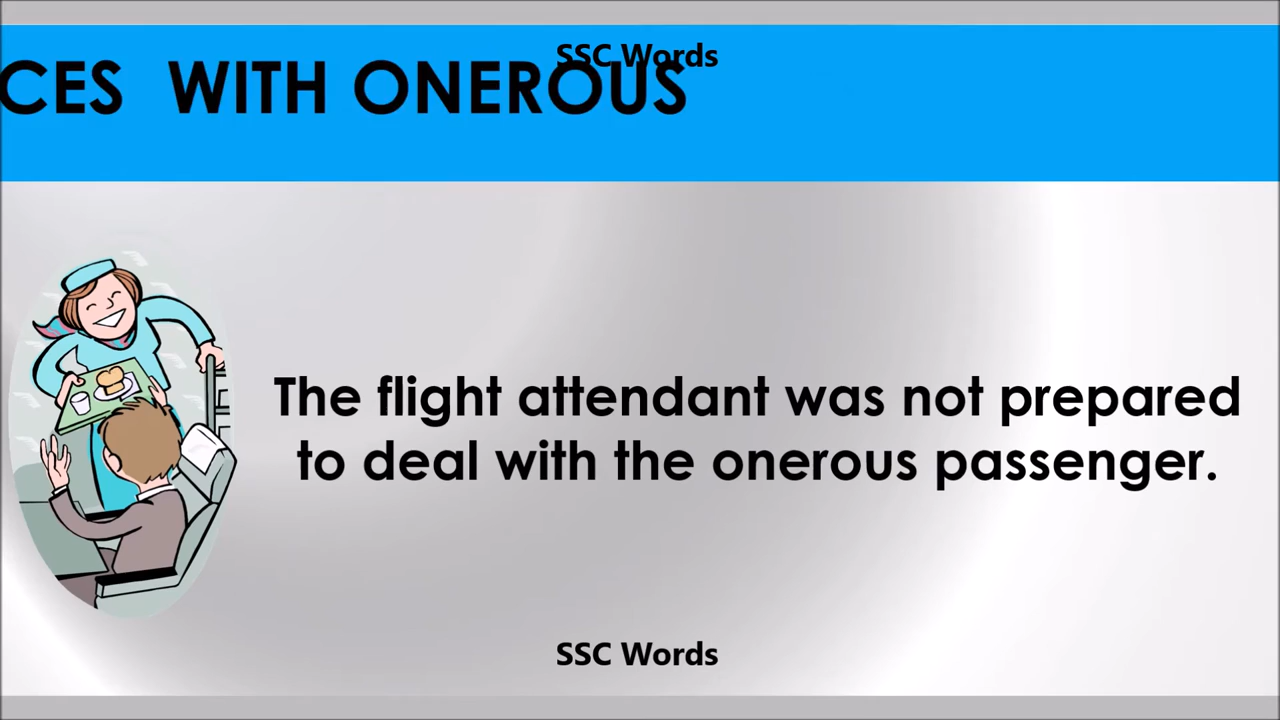 SSC Words
CES WITH ONEROUS
The flight attendant was not prepared
to deal with the onerous passenger.
SSC Words